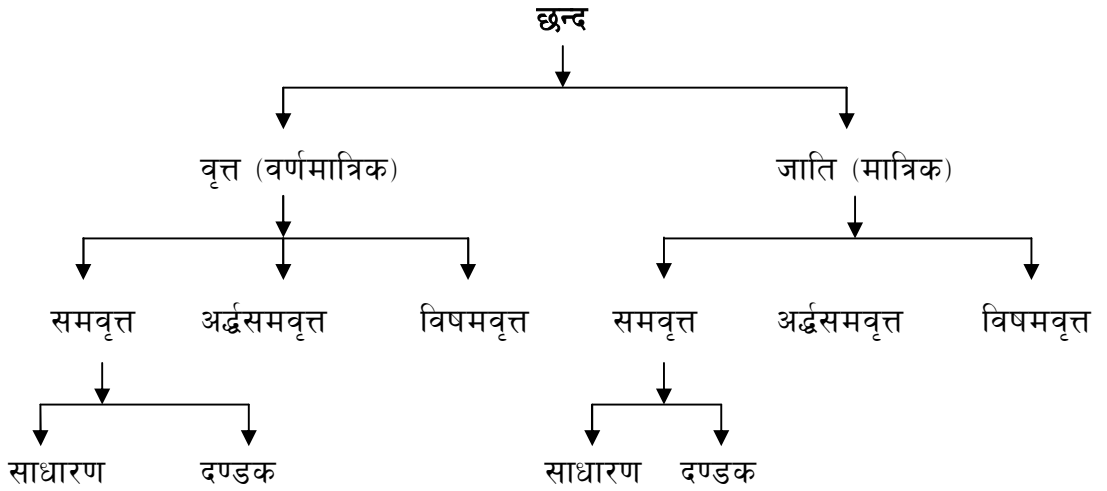 छन्द
वृत्त (वर्णमात्रिक) जाति (मात्रिक)
समवृत्त अर्द्धसमवृत्त विषमवृत्त समवृत्त अर्द्धसमवृत्त विषमवृत्त
साधारण दण्डक साधारण दण्डक